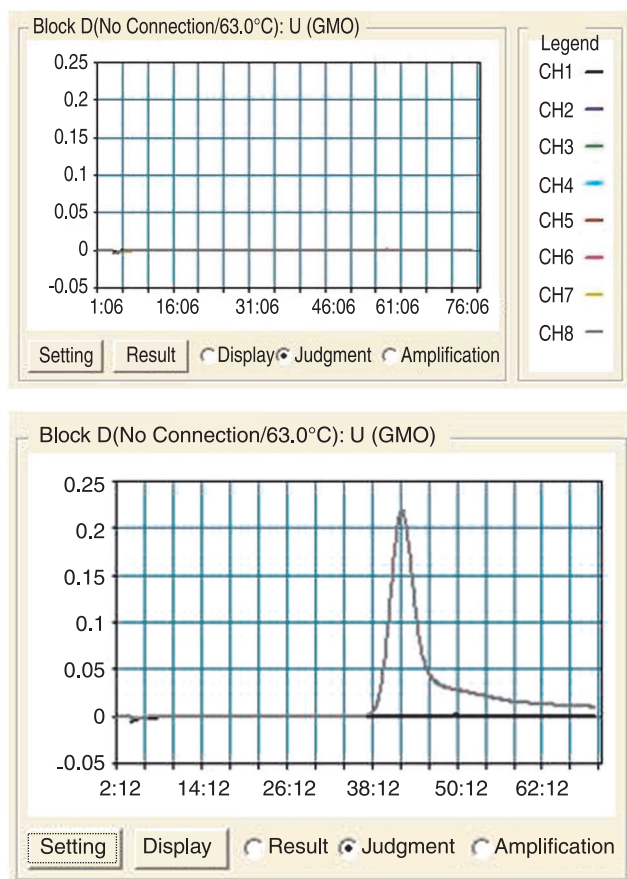 Block D(No Connection/63.0°C): U (GMO)
0.25
0.2
0.15
0.1
0.05
0
-0.05
1:06 16:06 31:06 46:06 61:06 76:06
Setting Result Display Judgment Amplification
Legend
CH1
CH2
CH3
CH4
CH5
CH6
CH7
CH8
Block D(No Connection/63.0°C): U (GMO)
0.25
0.2
0.15
0.1
0.05
0
-0.05
2:12 14:12 26:12 38:12 50:12 62:12
Setting Display Result Judgment Amplification